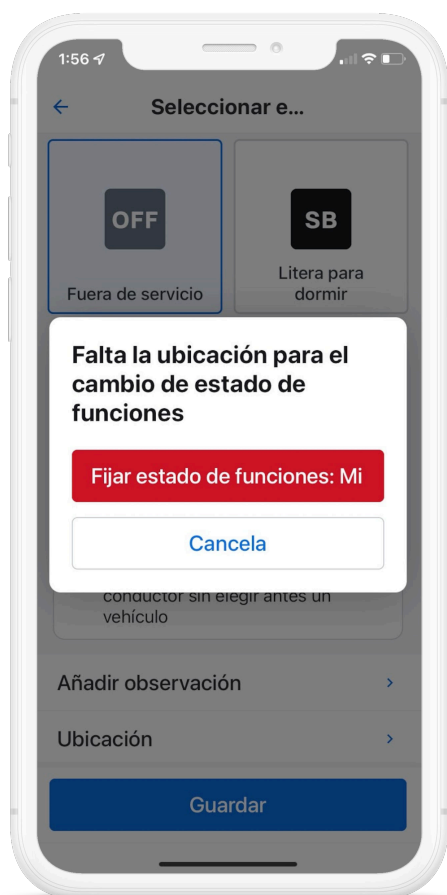 1:56
Seleccionar e...
OFF
SB
Fuera de servicio
Litera para
dormir
Falta la ubicación para el
cambio de estado de
funciones
Fijar estado de funciones: Mi
Cancela
conductor sin elegir antes un
vehículo
Añadir observación
Ubicación
Guardar